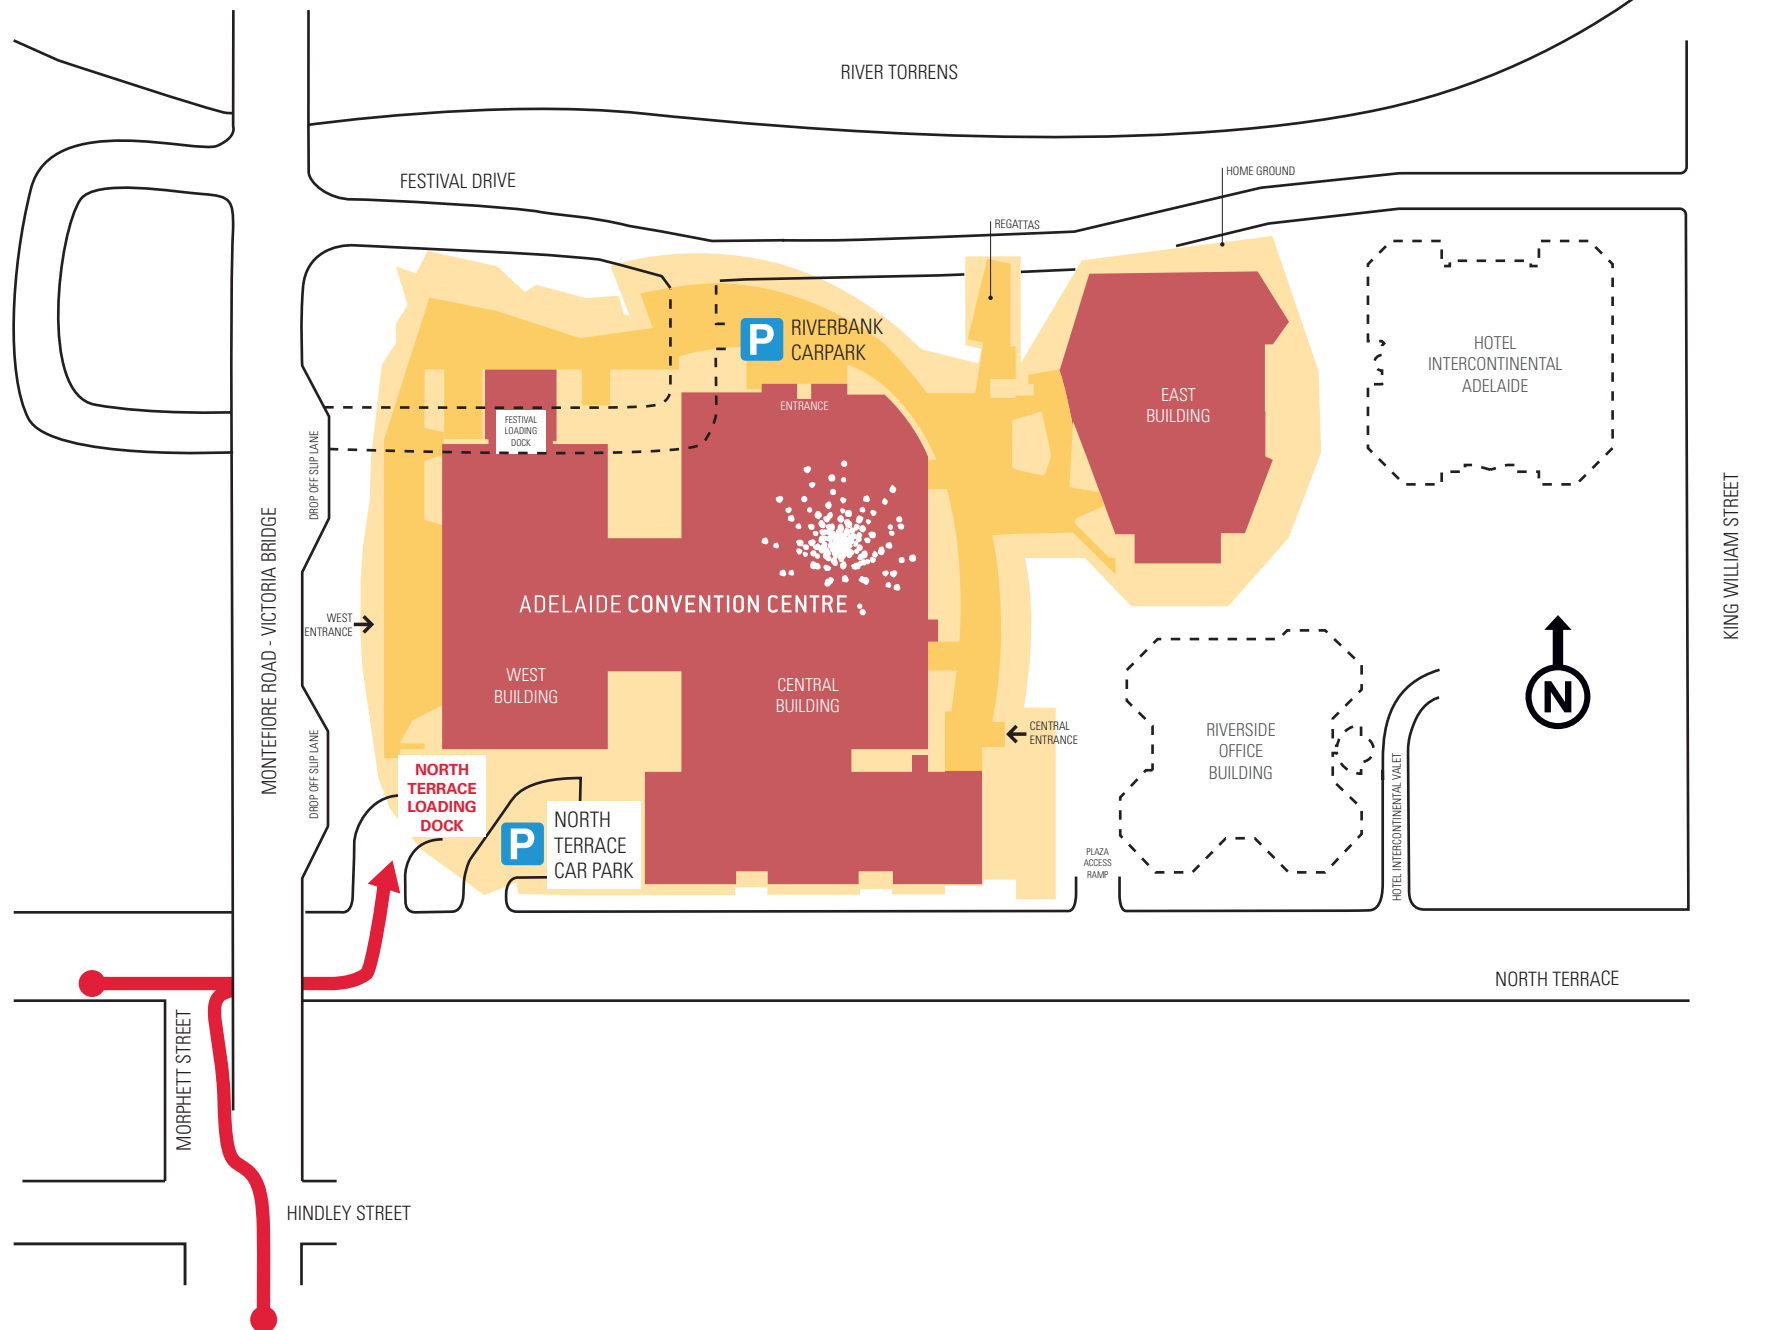 RIVER TORRENS
HOME GROUND
FESTIVAL DRIVE
REGATTAS
P
RIVERBANK
CARPARK
HOTEL
INTERCONTINENTAL
ADELAIDE
EAST
BUILDING
ENTRANCE
FESTIVAL
LOADING
DOCK
DROP OFF SLIP LANE
MONTEFIORE ROAD - VICTORIA BRIDGE
KING WILLIAM STREET
ADELAIDE CONVENTION CENTRE
WEST
ENTRANCE
WEST
BUILDING
CENTRAL
BUILDING
N
CENTRAL
ENTRANCE
RIVERSIDE
OFFICE
BUILDING
DROP OFF SLIP LANE
NORTH
TERRACE
LOADING
DOCK
HOTEL INTERCONTINENTAL VALET
P
NORTH
TERRACE
CAR PARK
PLAZA
ACCESS
RAMP
NORTH TERRACE
MORPHETT STREET
HINDLEY STREET